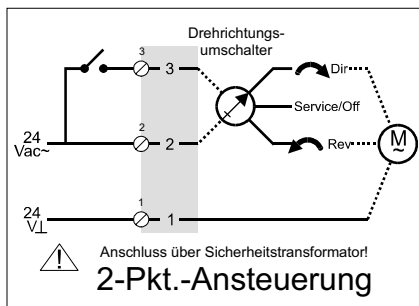 Drehrichtungs-
umschalter
3
3
Dir
Service/Off
24
Vac~
2
2
Rev
M
~
24
V⊥
1
1
Anschluss über Sicherheitstransformator!
2-Pkt.-Ansteuerung